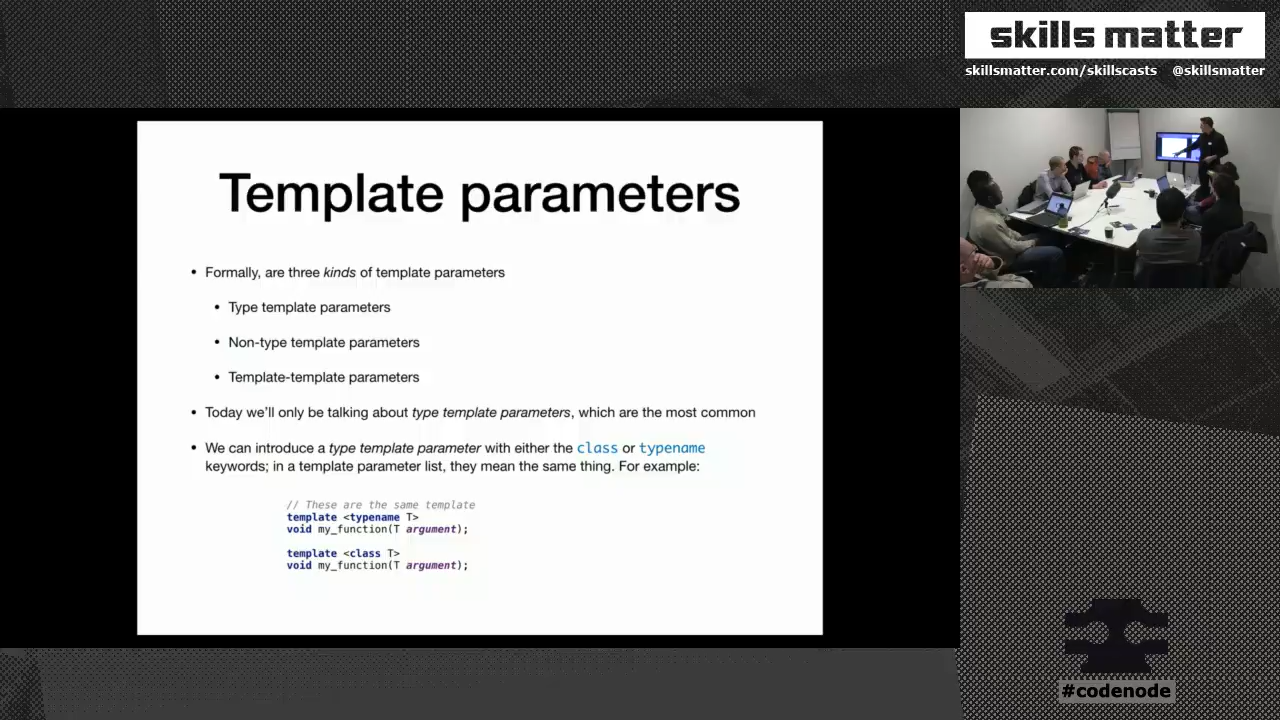 skills matter
skillsmatter.com/skillscasts @skillsmatter
Template parameters
• Formally, are three kinds of template parameters
• Type template parameters
• Non-type template parameters
• Template-template parameters
• Today we'll only be talking about type template parameters, which are the most common
• We can introduce a type template parameter with either the class or typename
keywords; in a template parameter list, they mean the same thing. For example:
// These are the same template
template <typename T>
void my_function(T argument);
template <class T>
void my_function(T argument);
#codenode